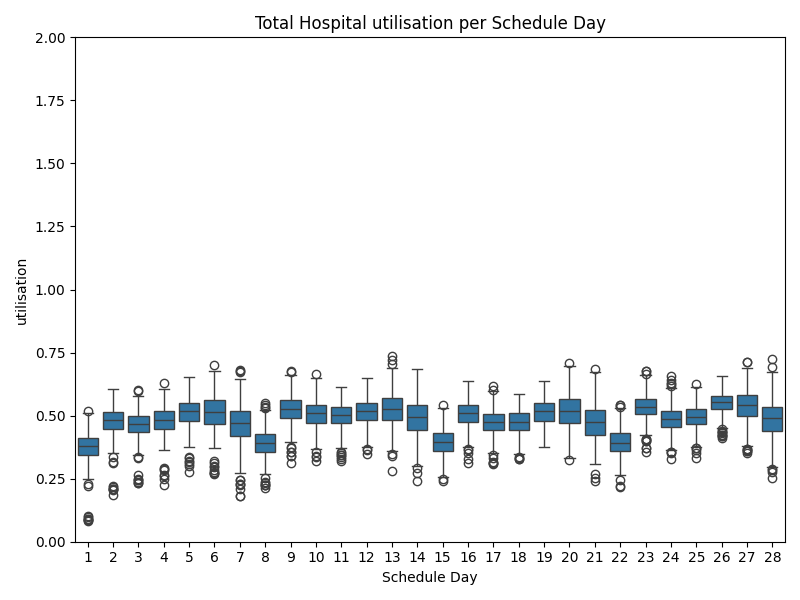 Total Hospital utilisation per Schedule Day
2.00
1.75
1.50
1.25
1.00
0.75
0.50
0.25
0.00
utilisation
1 2 3 4 5 6 7 8 9 10 11 12 13 14 15 16 17 18 19 20 21 22 23 24 25 26 27 28
Schedule Day